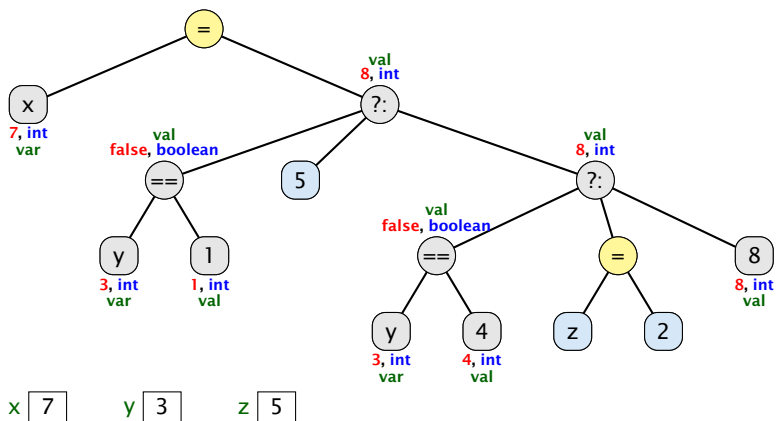 =
val
8, int
?:
x
7, int
var
val
false, boolean
==
5
val
8, int
?:
y
3, int
var
1
1, int
val
val
false, boolean
==
=
8
8, int
val
y
3, int
var
4
4, int
val
z
2
x 7 y 3 z 5